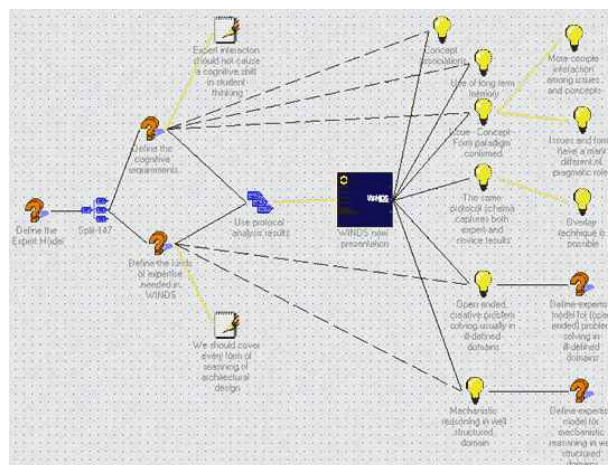 Expert interaction
should not cause
a cognitive shift
in student
thinking
Concept
associations
Use of long term
memory
More complex
interaction
among issues
and concepts
Define the
cognitive
requirements
Issue - Concept -
Form paradigm
confirmed
Issues and form
have a
different
pragmatic role
Define the
Expert Model
Split-147
Use protocol
analysis results
WINDS
WINDS new
presentation
The same
protocol schema
captures both
expert and
novice results
Overlap
technique is
possible
Define the kinds
of expertise
needed in
WINDS
We should cover
every form of
reasoning of
architectural
design
Open ended,
creative problem
solving usually in
ill-defined
domains
Define experts
model for (open
ended) problem
solving in
ill-defined
domains
Mechanistic
reasoning in well
structured
domain
Define experts
model for
mechanistic
reasoning in well
structured